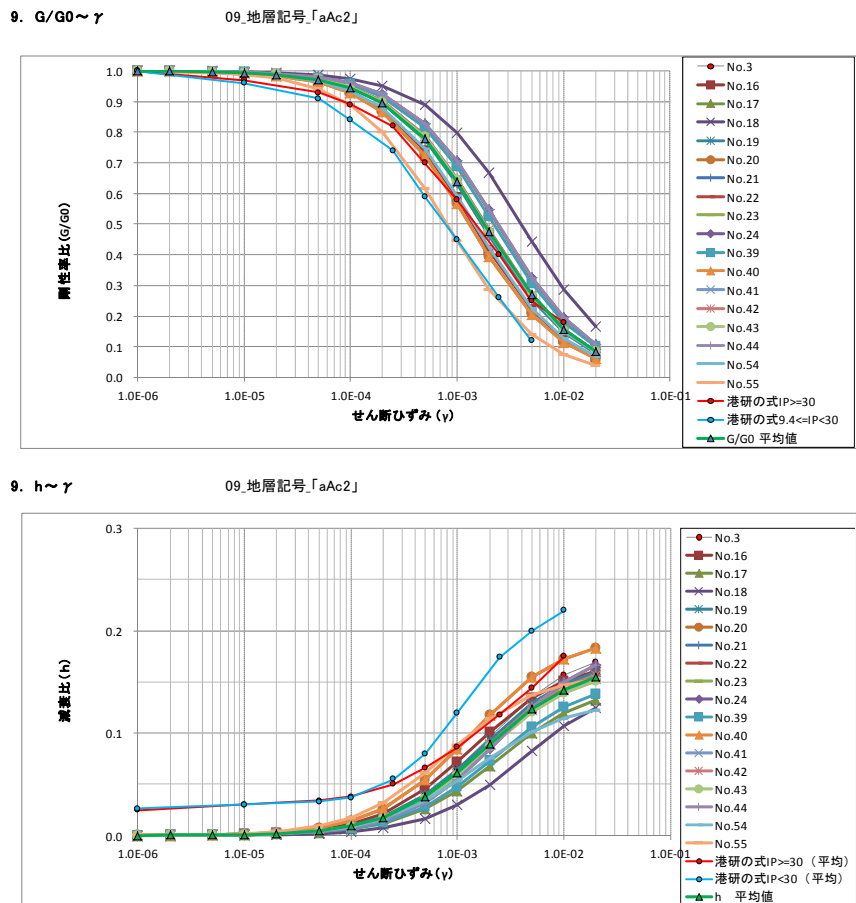 9. G/G0～γ 09_地層記号_「aAc2」
剛性率比(G/G0)
1.0
0.9
0.8
0.7
0.6
0.5
0.4
0.3
0.2
0.1
0.0
1.0E-06 1.0E-05 1.0E-04 1.0E-03 1.0E-02 1.0E-01
せん断ひずみ(γ)
No.3
No.16
No.17
No.18
No.19
No.20
No.21
No.22
No.23
No.24
No.39
No.40
No.41
No.42
No.43
No.44
No.54
No.55
港研の式IP>=30
港研の式9.4<=IP<30
G/G0 平均値
9. h～γ 09_地層記号_「aAc2」
減衰比(h)
0.3
0.2
0.1
0.0
1.0E-06 1.0E-05 1.0E-04 1.0E-03 1.0E-02 1.0E-01
せん断ひずみ(γ)
No.3
No.16
No.17
No.18
No.19
No.20
No.21
No.22
No.23
No.24
No.39
No.40
No.41
No.42
No.43
No.44
No.54
No.55
港研の式IP>=30（平均）
港研の式IP<30（平均）
h 平均値